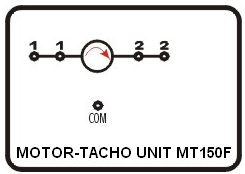 1 1 2 2
COM
MOTOR-TACHO UNIT MT150F